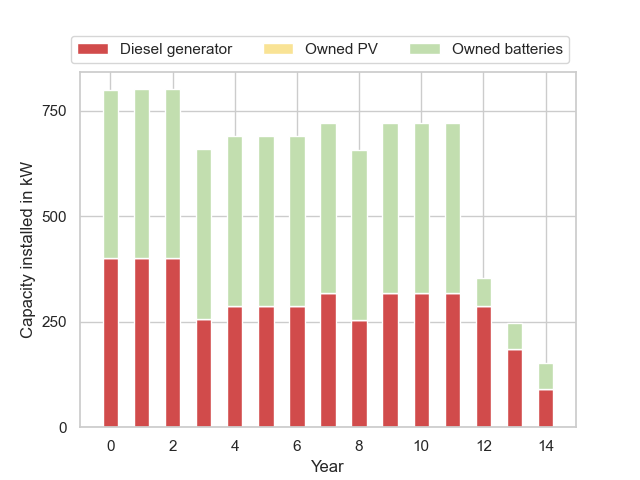 Diesel generator Owned PV Owned batteries
750
500
250
0
Capacity installed in kW
0 2 4 6 8 10 12 14
Year